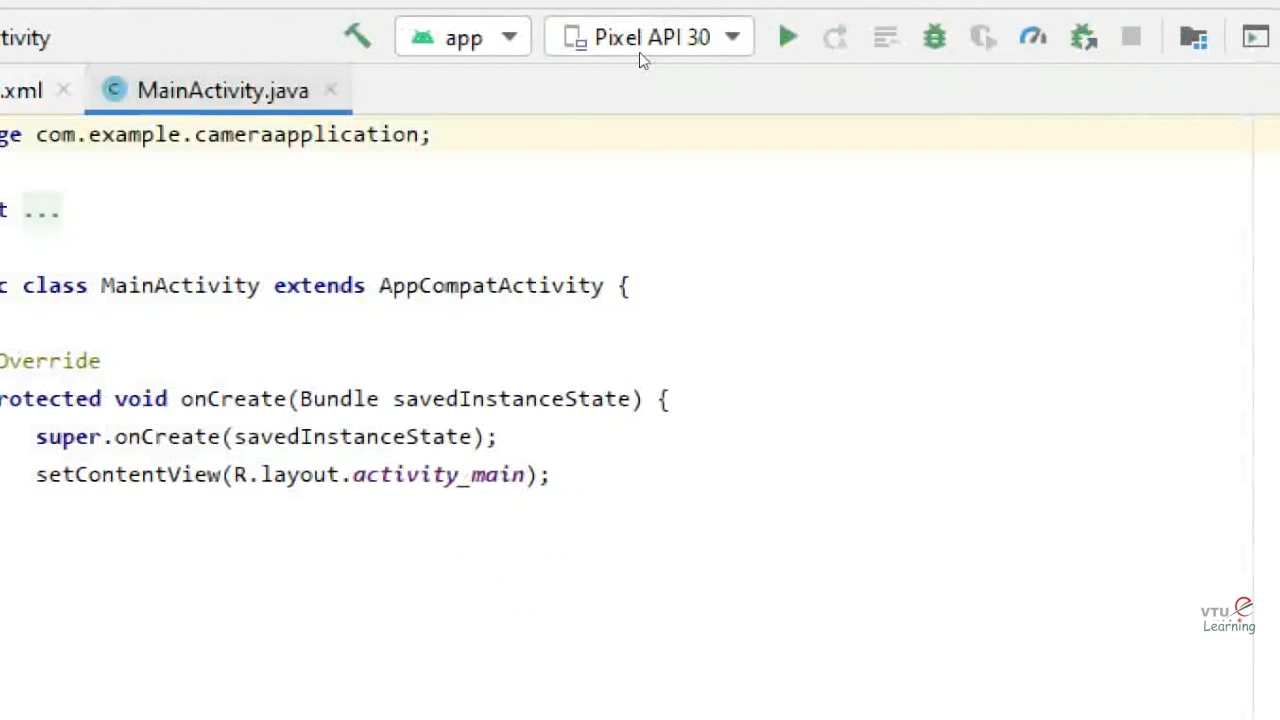 tivity
app
Pixel API 30
.xml
MainActivity.java
ge com.example.cameraapplication;
t ...
c class MainActivity extends AppCompatActivity {
Override
rotected void onCreate(Bundle savedInstanceState) {
super.onCreate(savedInstanceState);
setContentView(R.layout.activity_main);
VTU e
Learning